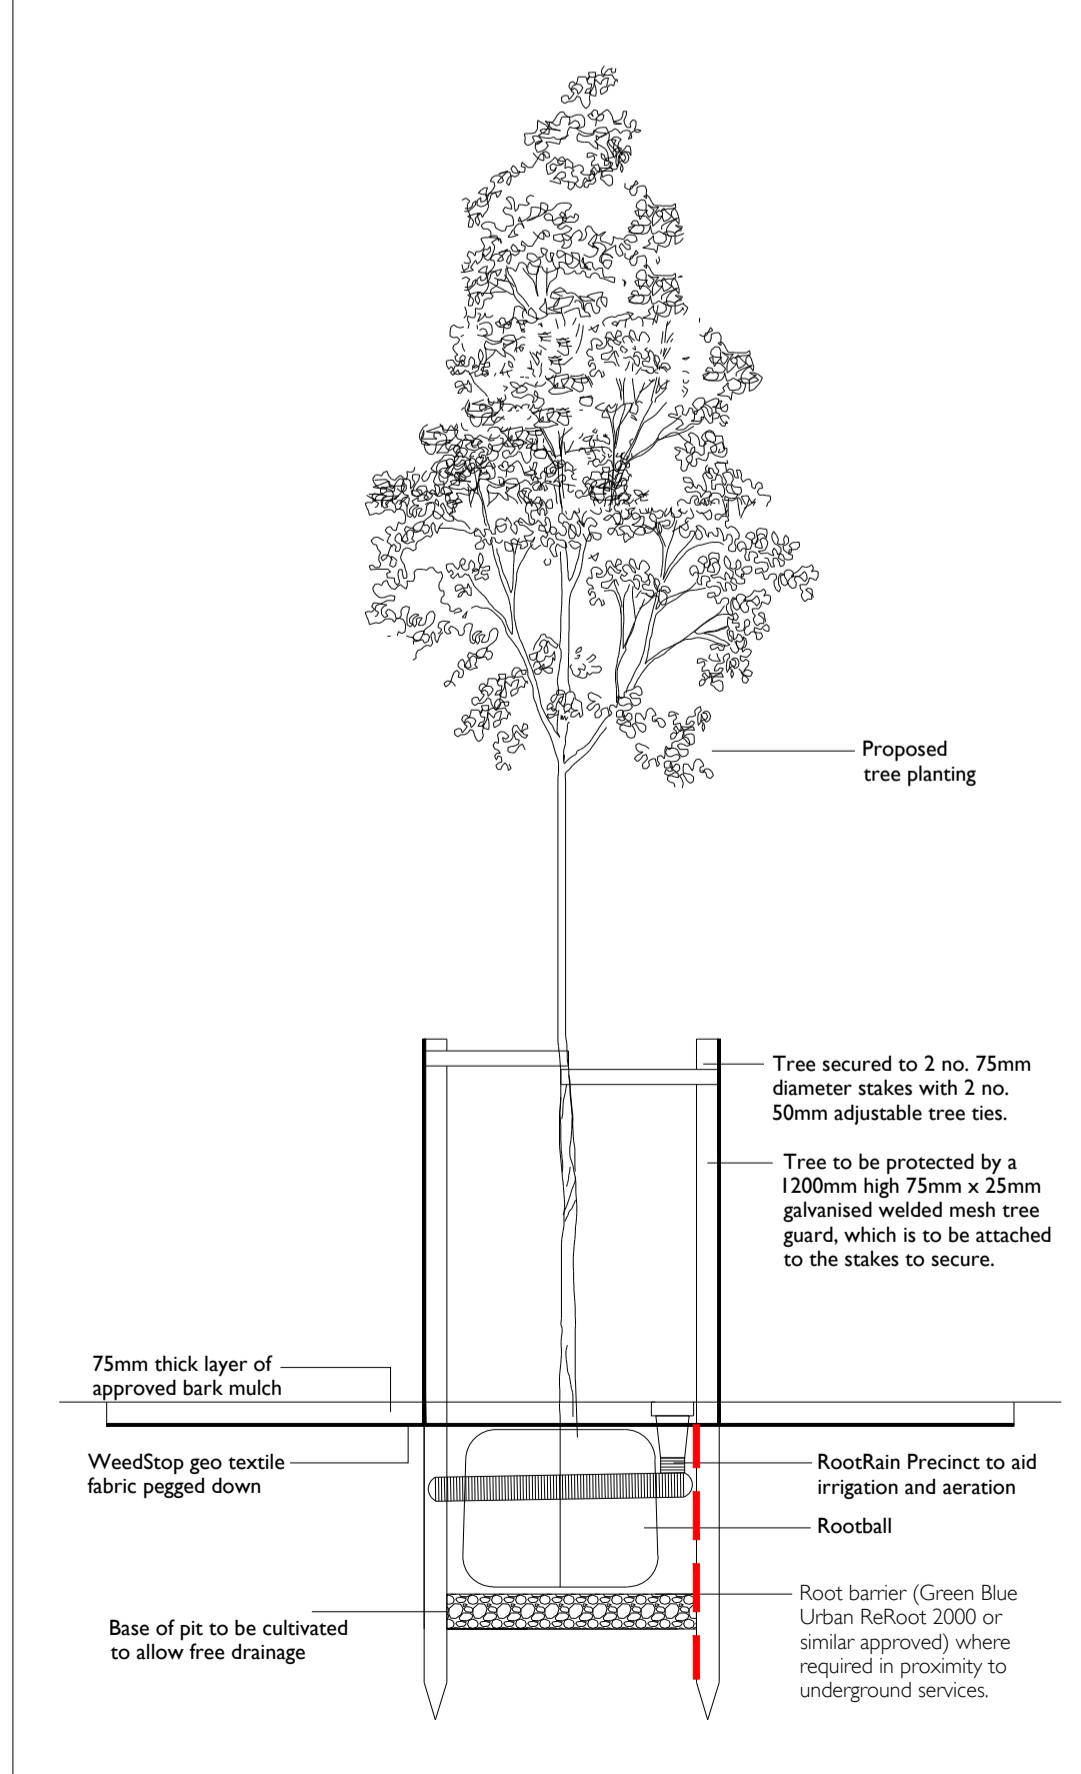 Proposed
tree planting
Tree secured to 2 no. 75mm
diameter stakes with 2 no.
50mm adjustable tree ties.
Tree to be protected by a
1200mm high 75mm x 25mm
galvanised welded mesh tree
guard, which is to be attached
to the stakes to secure.
75mm thick layer of
approved bark mulch
WeedStop geo textile
fabric pegged down
RootRain Precinct to aid
irrigation and aeration
Rootball
Root barrier (Green Blue
Urban ReRoot 2000 or
similar approved) where
required in proximity to
underground services.
Base of pit to be cultivated
to allow free drainage